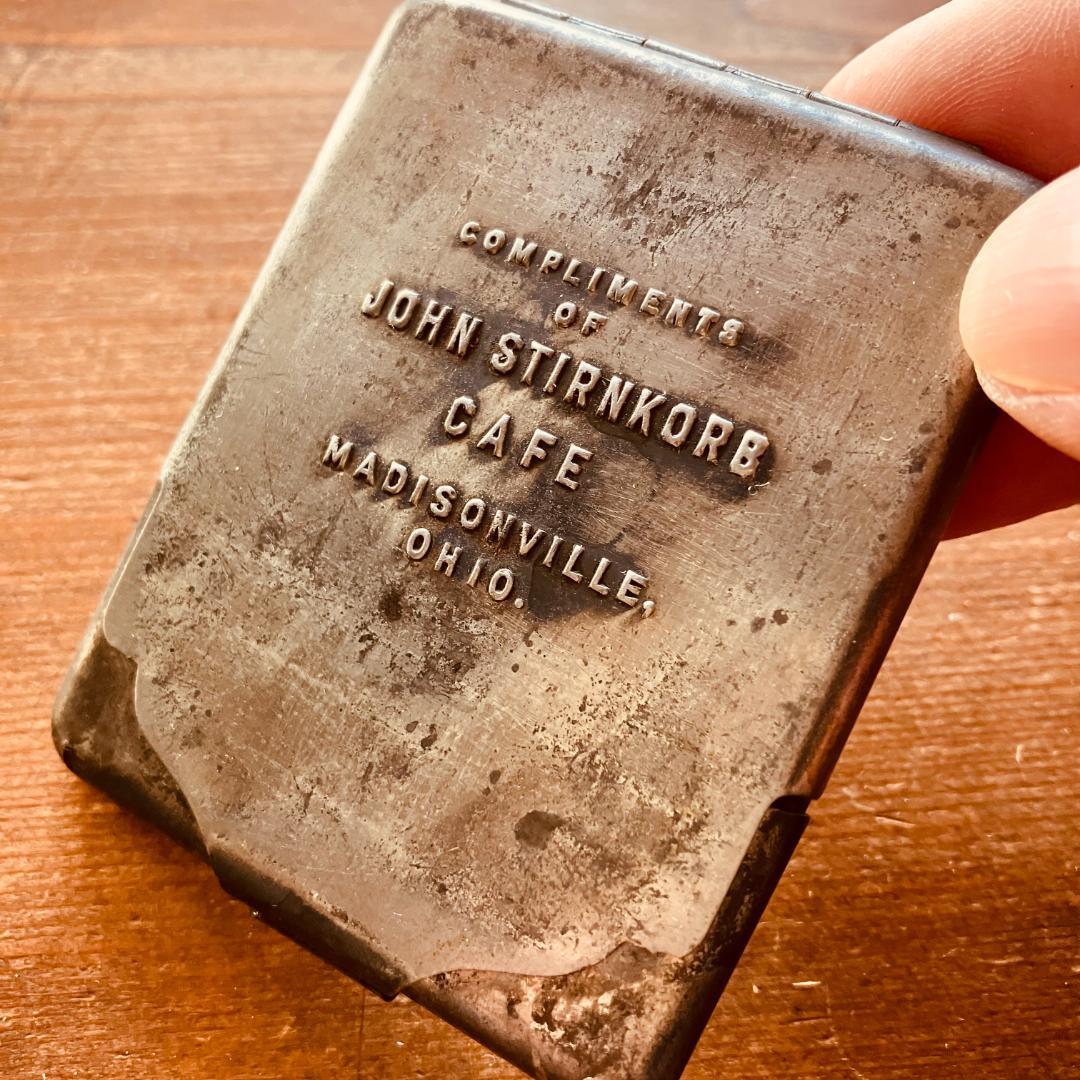 COMPLIMENTS
OF
JOHN STIRNKORB
CAFE
MADISONVILLE,
OHIO.